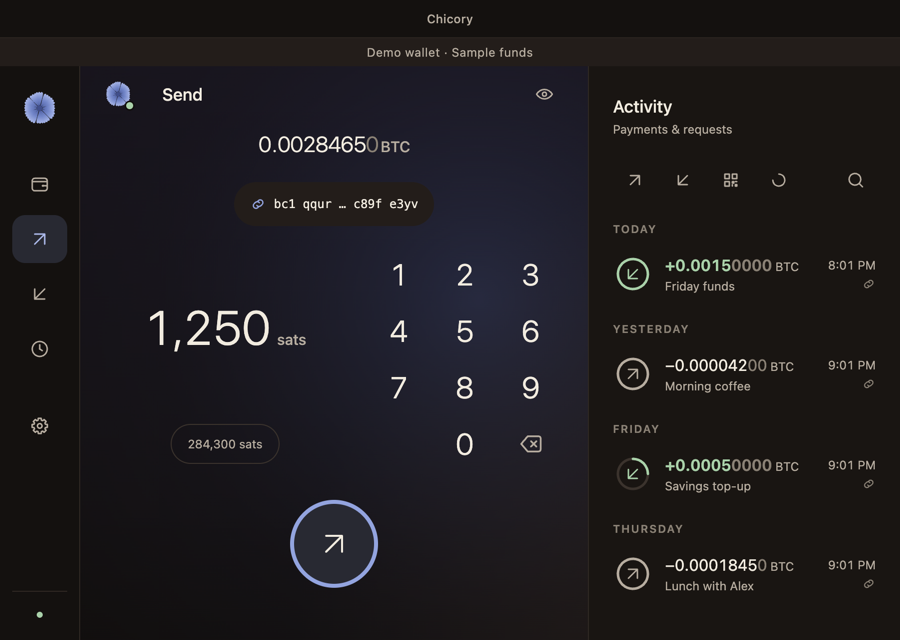 Chicory
Demo wallet · Sample funds
Send
0.00284650 BTC
bc1 qqur … c89f e3yv
1 2 3
1,250 sats
4 5 6
7 8 9
284,300 sats
0
Activity
Payments & requests
TODAY
+0.00150000 BTC 8:01 PM
Friday funds
YESTERDAY
−0.00004200 BTC 9:01 PM
Morning coffee
FRIDAY
+0.00050000 BTC 9:01 PM
Savings top-up
THURSDAY
−0.00018450 BTC 9:01 PM
Lunch with Alex